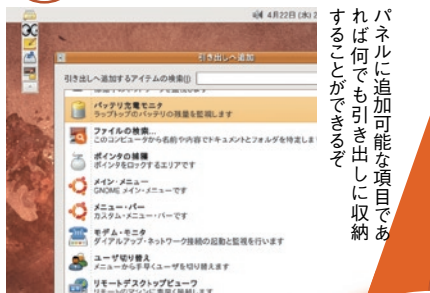 4月22日 (水) 2
引き出しへ追加
引き出しへ追加するアイテムの検索(I):
バッテリ充電モニタ
ラップトップのバッテリの残量を監視します
ファイルの検索...
このコンピュータから名前や内容でドキュメントとフォルダを特定しま
ポインタの捕獲
ポインタをロックするエリアです
メイン・メニュー
GNOME メイン・メニューです
メニュー・バー
カスタム・メニュー・バーです
モデム・モニタ
ダイアルアップ・ネットワーク接続の起動と監視を行います
ユーザ切り替え
メニューから手早くユーザを切り替えます
リモートデスクトップビューワ
パネルに追加可能な項目であ
れば何でも引き出しに収納
することができるぞ